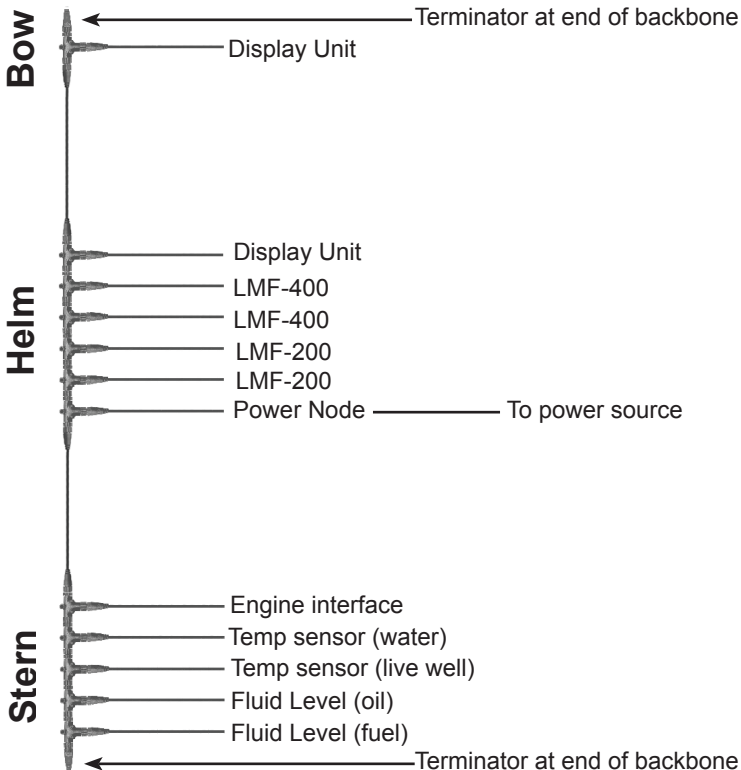 Bow
Terminator at end of backbone
Display Unit
Helm
Display Unit
LMF-400
LMF-400
LMF-200
LMF-200
Power Node
To power source
Stern
Engine interface
Temp sensor (water)
Temp sensor (live well)
Fluid Level (oil)
Fluid Level (fuel)
Terminator at end of backbone